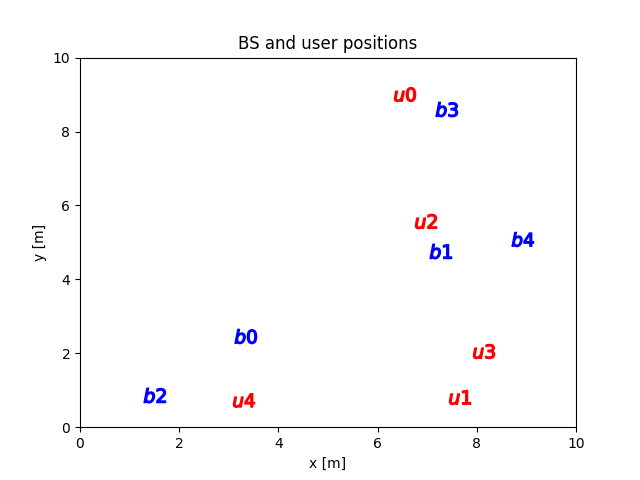 BS and user positions
10
u0
b3
8
6
u2
b1
b4
y [m]
4
b0
2
u3
b2
u4
u1
0
0 2 4 6 8 10
x [m]